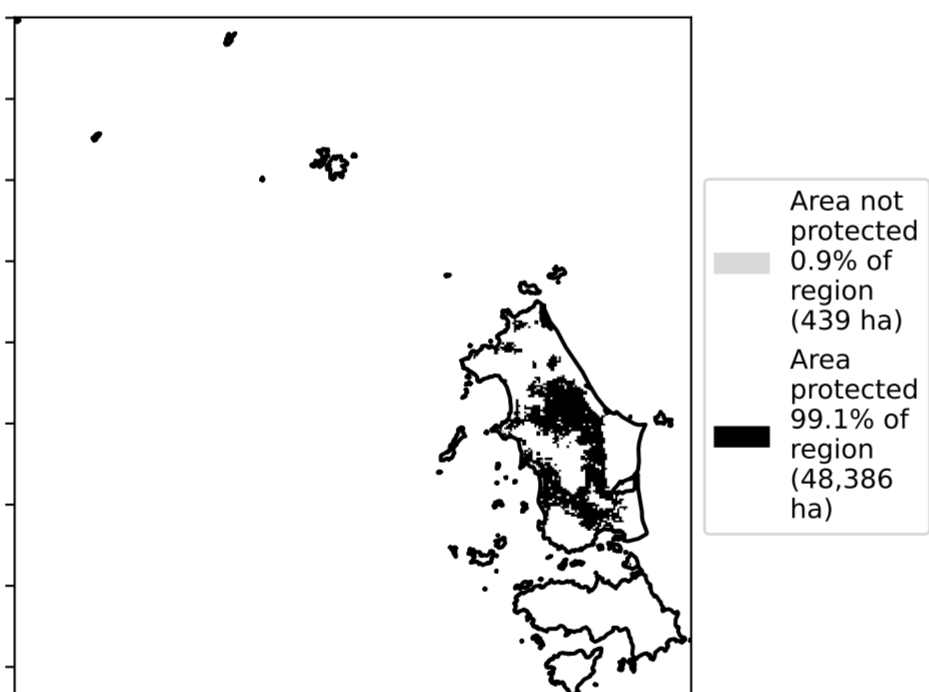 Area not
protected
0.9% of
region
(439 ha)
Area
protected
99.1% of
region
(48,386
ha)